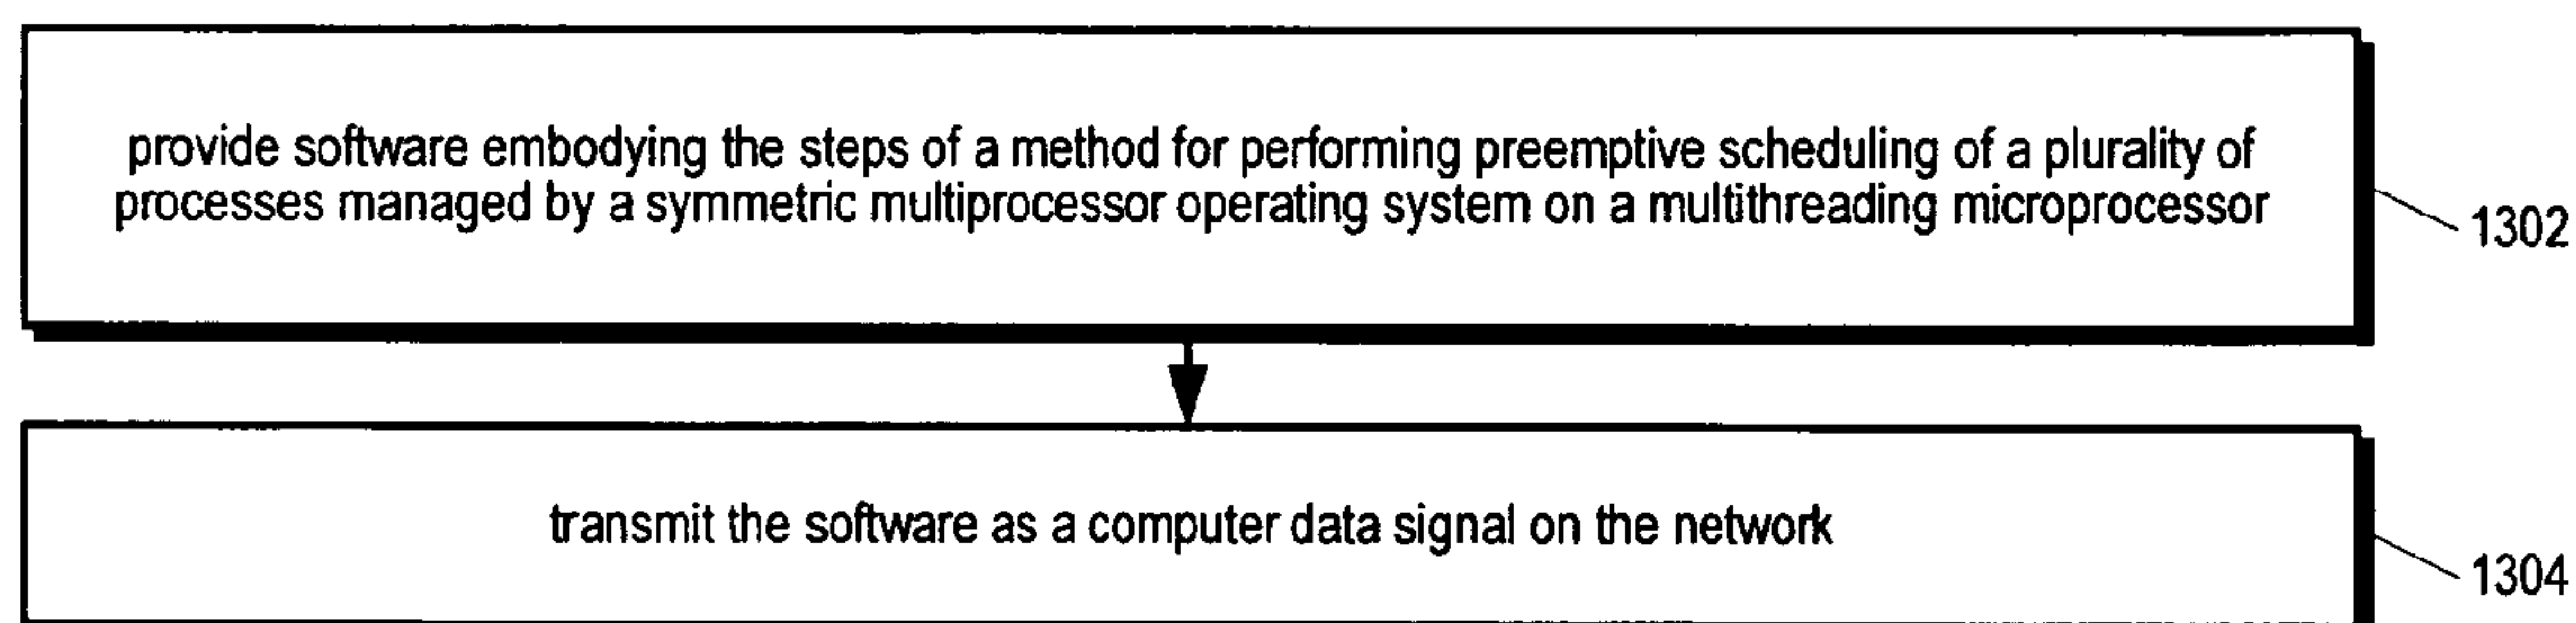 provide software embodying the steps of a method for performing preemptive scheduling of a plurality of
processes managed by a symmetric multiprocessor operating system on a multithreading microprocessor
1302
transmit the software as a computer data signal on the network
1304